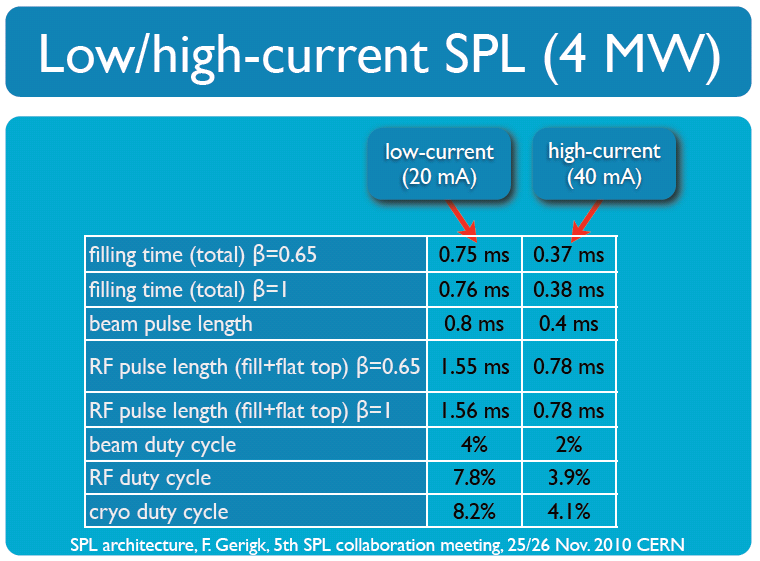 Low/high-current SPL (4 MW)
low-current
(20 mA)
high-current
(40 mA)
filling time (total) β=0.65 0.75 ms 0.37 ms
filling time (total) β=1 0.76 ms 0.38 ms
beam pulse length 0.8 ms 0.4 ms
RF pulse length (fill+flat top) β=0.65 1.55 ms 0.78 ms
RF pulse length (fill+flat top) β=1 1.56 ms 0.78 ms
beam duty cycle 4% 2%
RF duty cycle 7.8% 3.9%
cryo duty cycle 8.2% 4.1%
SPL architecture, F. Gerigk, 5th SPL collaboration meeting, 25/26 Nov. 2010 CERN